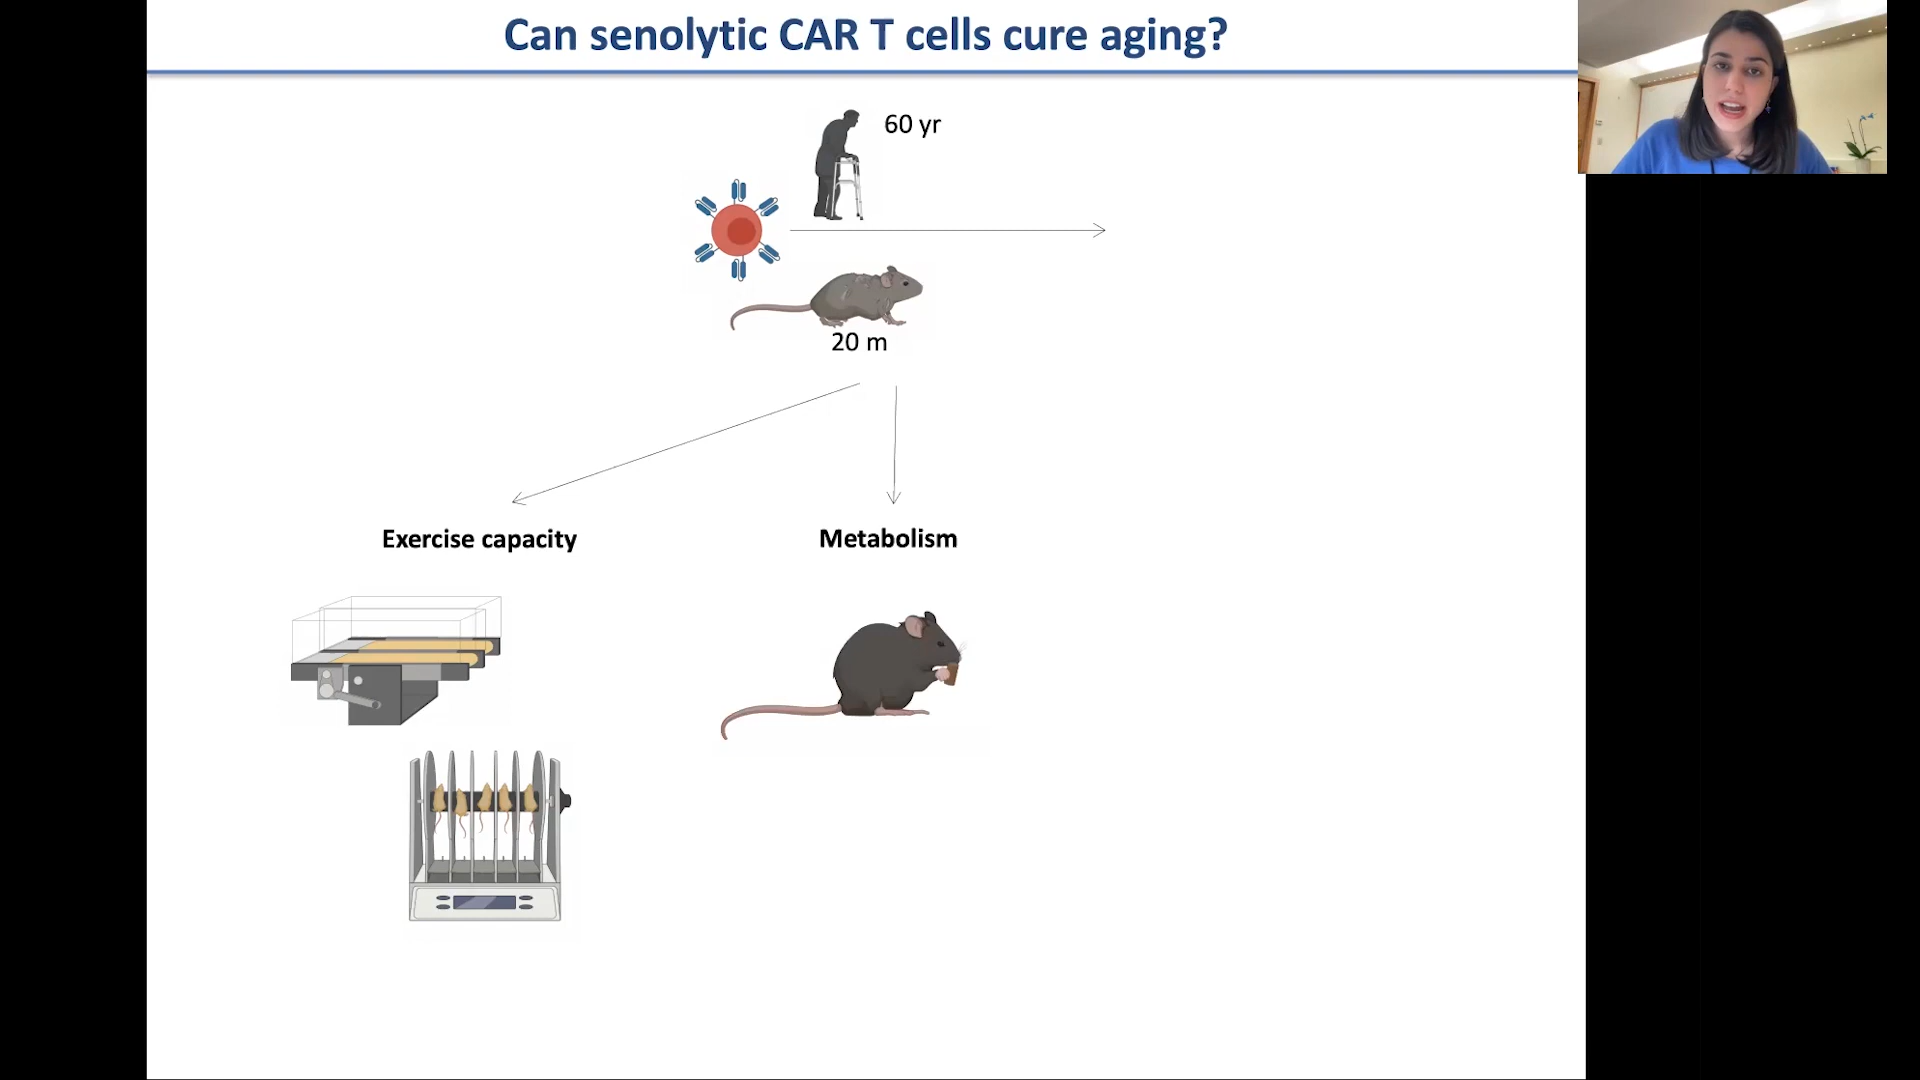 Can senolytic CAR T cells cure aging?
60 yr
20 m
Exercise capacity
Metabolism